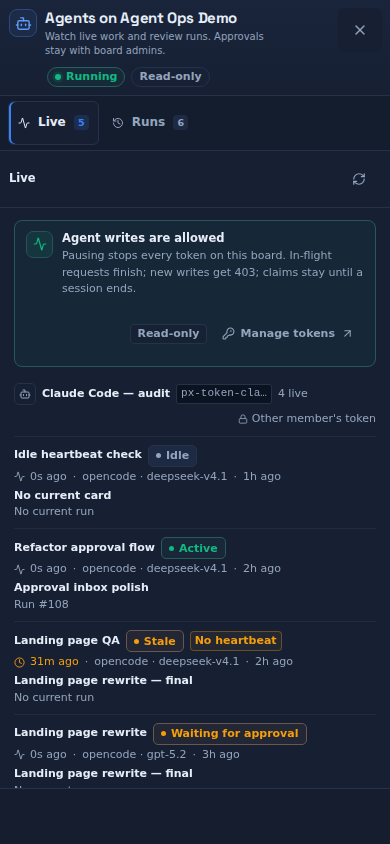 Agents on Agent Ops Demo
Watch live work and review runs. Approvals
stay with board admins.
Running Read-only
Live 5 Runs 6
Live
Agent writes are allowed
Pausing stops every token on this board. In-flight
requests finish; new writes get 403; claims stay until a
session ends.
Read-only Manage tokens
Claude Code — audit px-token-cla… 4 live
Other member's token
Idle heartbeat check Idle
0s ago · opencode · deepseek-v4.1 · 1h ago
No current card
No current run
Refactor approval flow Active
0s ago · opencode · deepseek-v4.1 · 2h ago
Approval inbox polish
Run #108
Landing page QA Stale No heartbeat
31m ago · opencode · deepseek-v4.1 · 2h ago
Landing page rewrite — final
No current run
Landing page rewrite Waiting for approval
0s ago · opencode · gpt-5.2 · 3h ago
Landing page rewrite — final